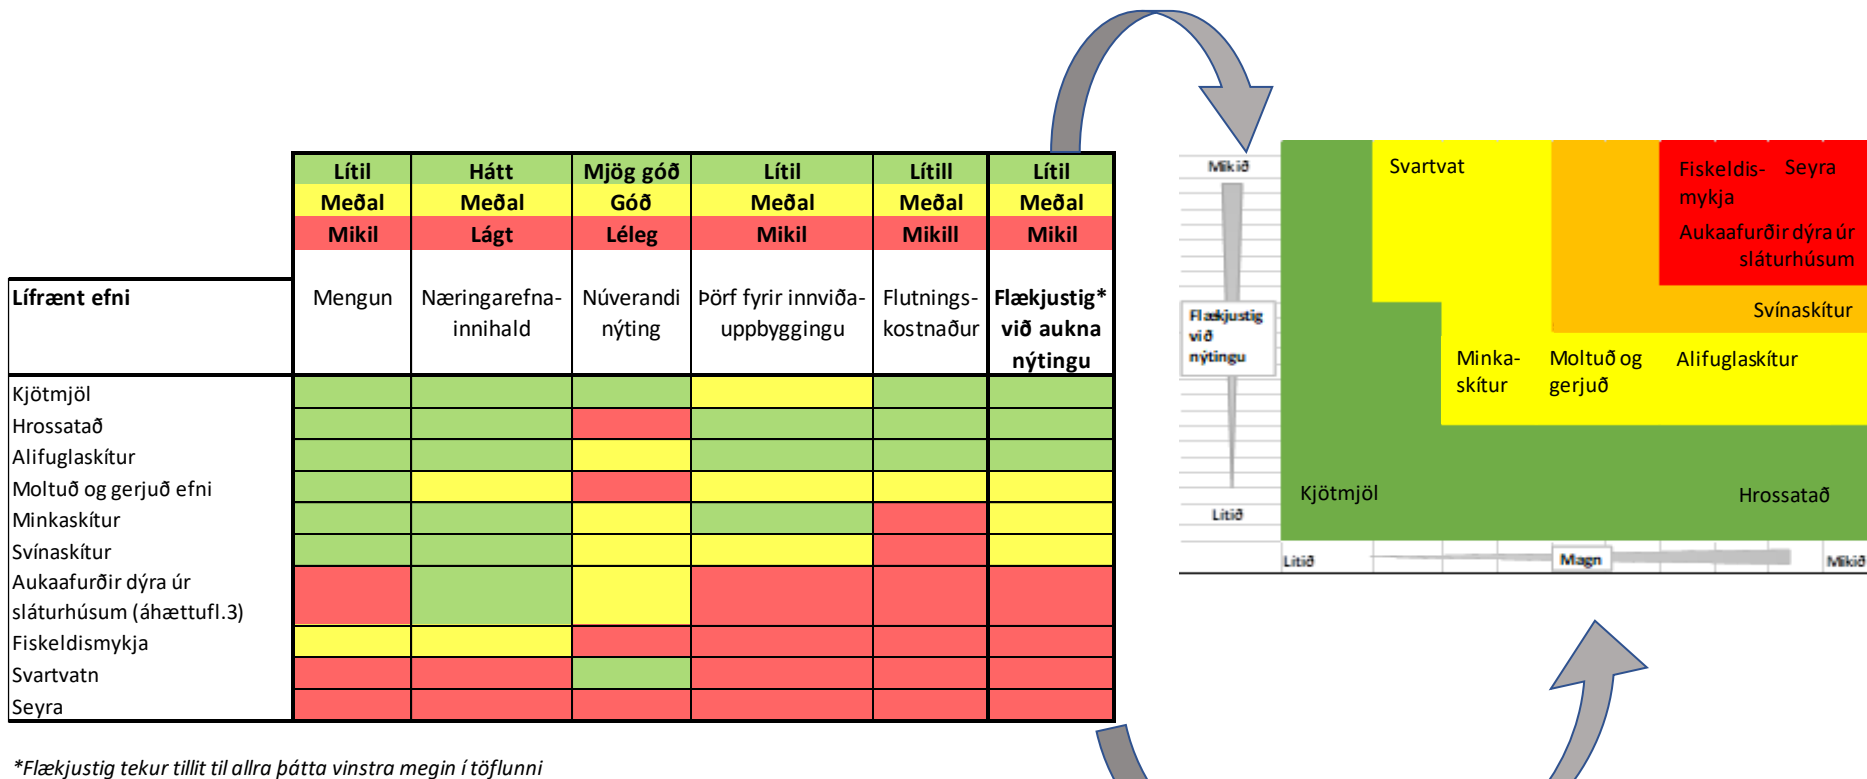 Lítil Hátt Mjög góð Lítil Lítill Lítil
Meðal Meðal Góð Meðal Meðal Meðal
Mikil Lágt Léleg Mikil Mikill Mikil
Lífrænt efni Mengun Næringarefna- Núverandi Þörf fyrir innviða- Flutnings- Flækjustig*
innihald nýting uppbyggingu kostnaður við aukna
nýtingu
Kjötmjöl
Hrossatað
Alifuglaskítur
Moltuð og gerjuð efni
Minkaskítur
Svínaskítur
Aukaafurðir dýra úr
sláturhúsum (áhættufl.3)
Fiskeldismykja
Svartvatn
Seyra
*Flækjustig tekur tillit til allra þátta vinstra megin í töflunni
Mikið
Flækjustig
við
nýtingu
Lítið
Svartvat
Fiskeldis- Seyra
mykja
Aukaafurðir dýra úr
sláturhúsum
Svínaskítur
Minka- Moltuð og Alifuglaskítur
skítur gerjuð
Kjötmjöl Hrossatað
Lítið Magn Mikið